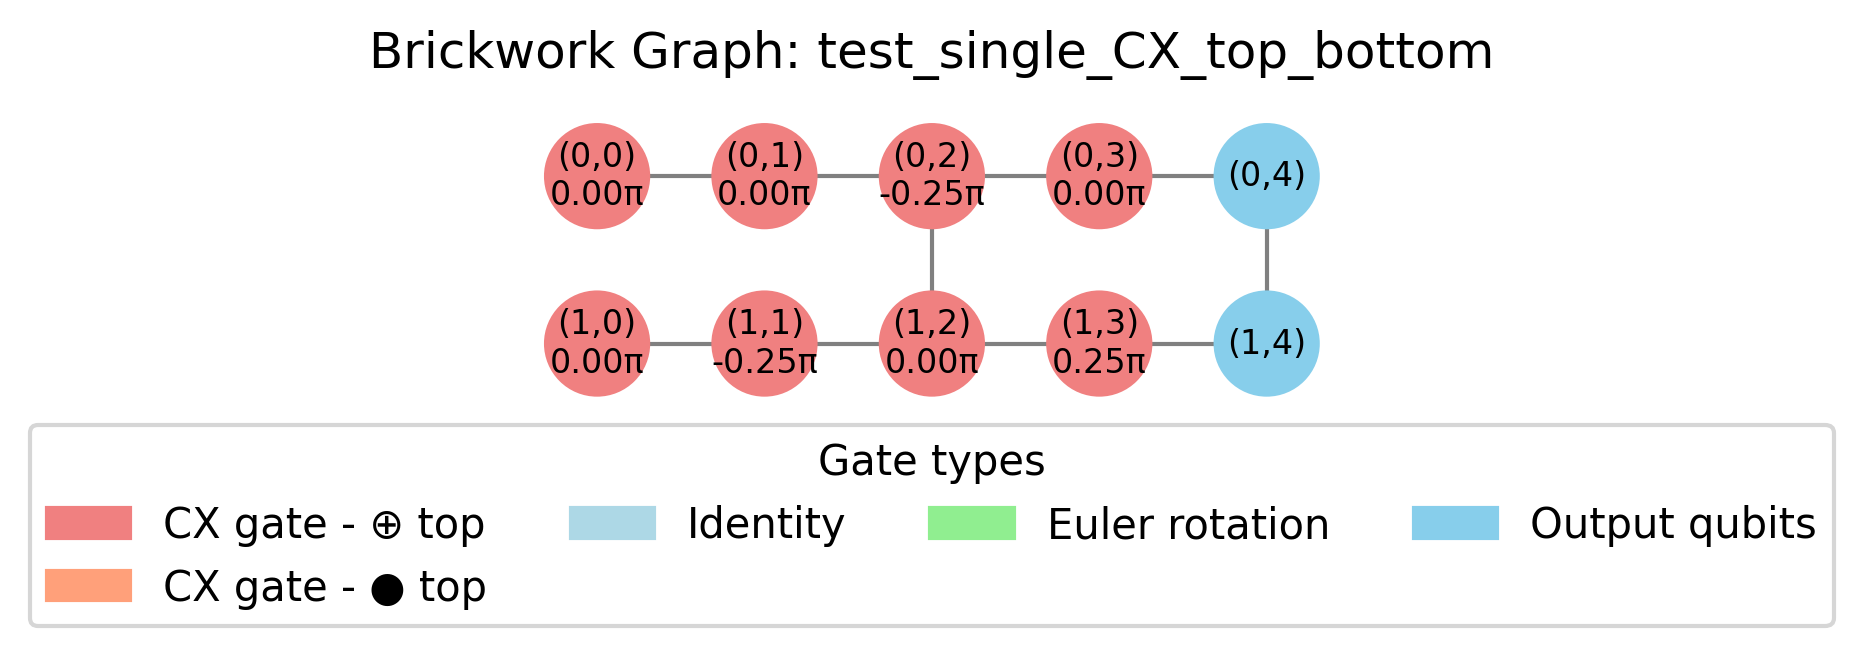 Brickwork Graph: test_single_CX_top_bottom
(0,0) (0,1) (0,2) (0,3) (0,4)
0.00π 0.00π -0.25π 0.00π
(1,0) (1,1) (1,2) (1,3) (1,4)
0.00π -0.25π 0.00π 0.25π
Gate types
CX gate - ⊕ top Identity Euler rotation Output qubits
CX gate - ● top